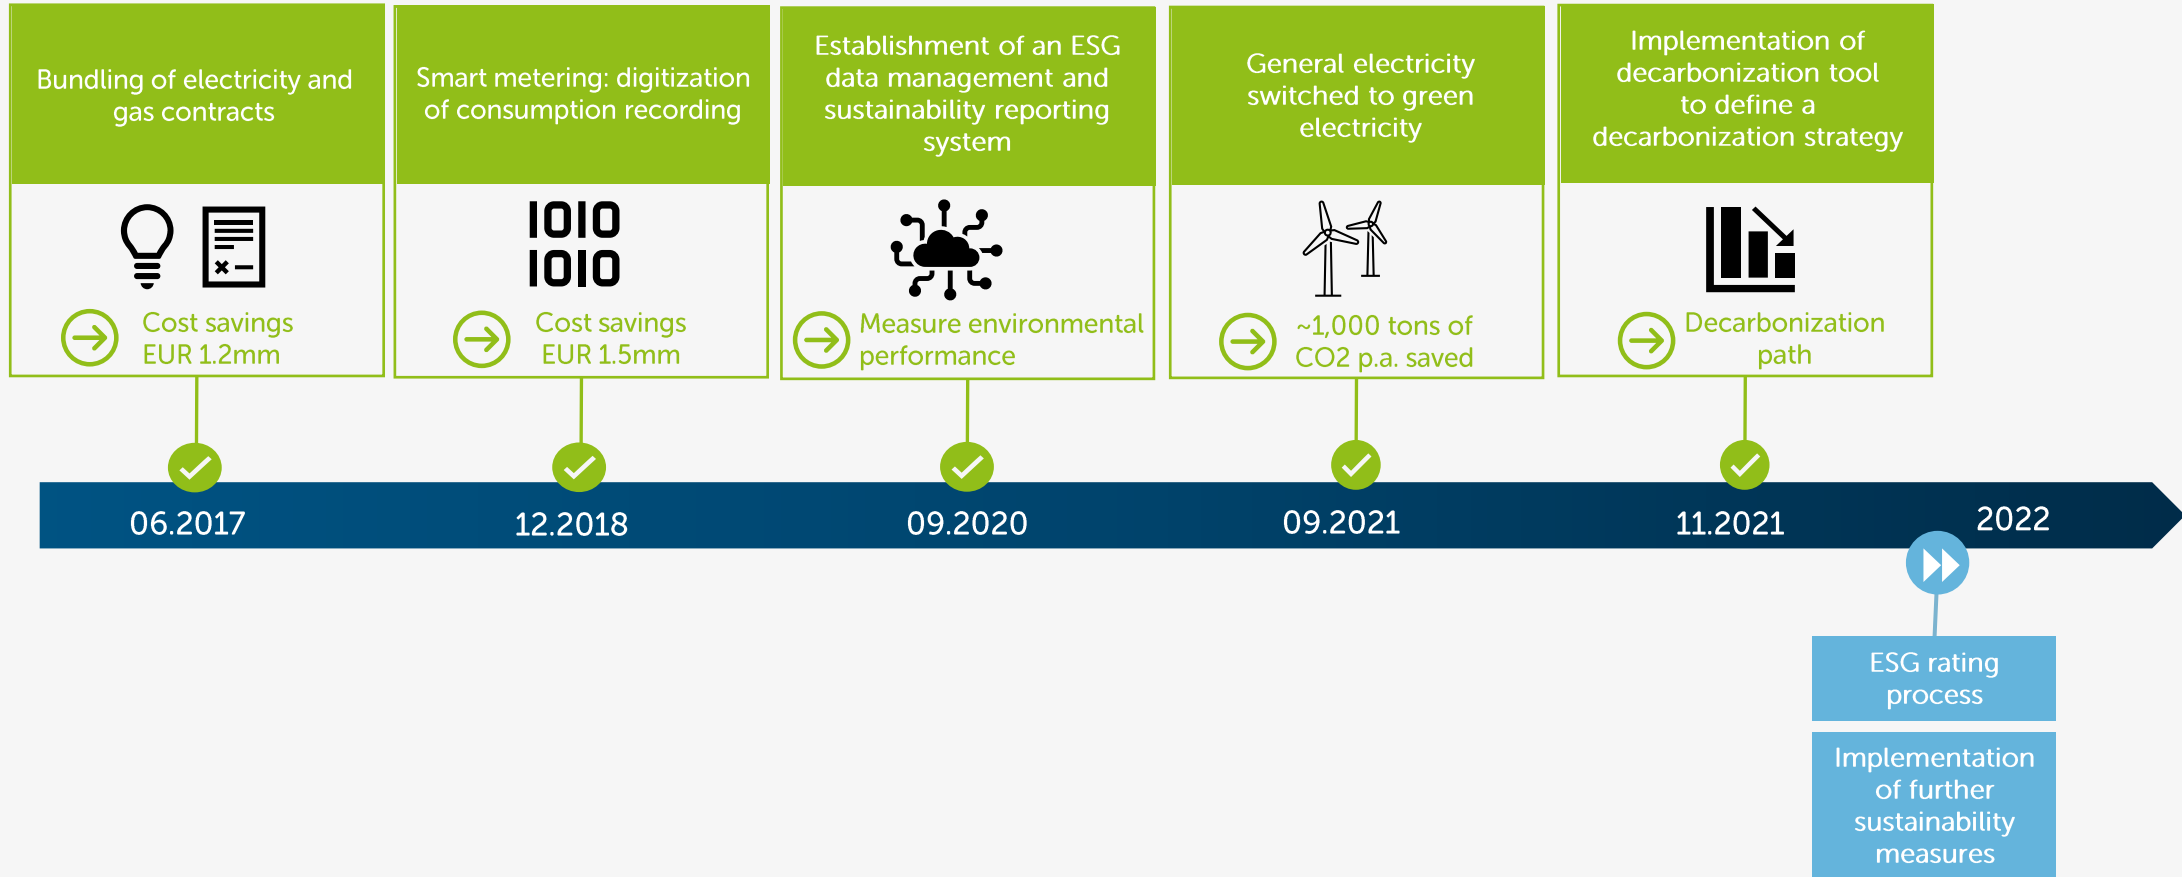 Bundling of electricity and
gas contracts
Cost savings
EUR 1.2mm
Smart metering: digitization
of consumption recording
1010
1010
Cost savings
EUR 1.5mm
Establishment of an ESG
data management and
sustainability reporting
system
Measure environmental
performance
General electricity
switched to green
electricity
~1,000 tons of
CO2 p.a. saved
Implementation of
decarbonization tool
to define a
decarbonization strategy
Decarbonization
path
06.2017
12.2018
09.2020
09.2021
11.2021
2022
ESG rating
process
Implementation
of further
sustainability
measures